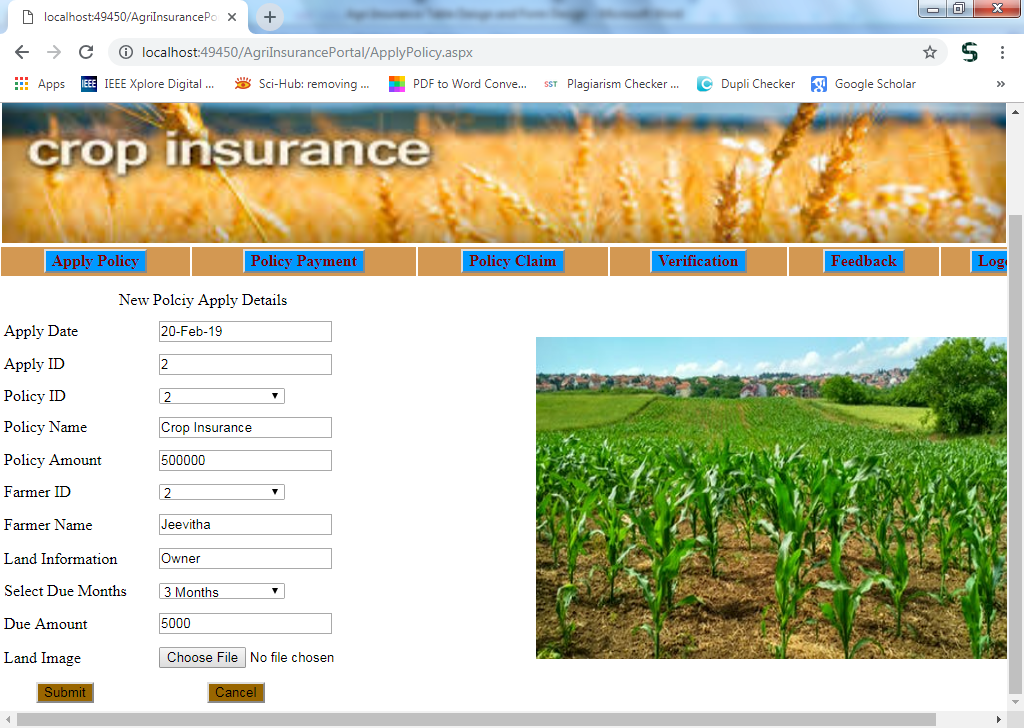 localhost:49450/AgriInsurancePo
localhost:49450/AgriInsurancePortal/ApplyPolicy.aspx
Apps IEEE IEEE Xplore Digital ... Sci-Hub: removing ... PDF to Word Conve... SST Plagiarism Checker ... Dupli Checker Google Scholar
crop insurance
Apply Policy Policy Payment Policy Claim Verification Feedback Logo
New Polciy Apply Details
Apply Date 20-Feb-19
Apply ID 2
Policy ID 2
Policy Name Crop Insurance
Policy Amount 500000
Farmer ID 2
Farmer Name Jeevitha
Land Information Owner
Select Due Months 3 Months
Due Amount 5000
Land Image Choose File No file chosen
Submit Cancel